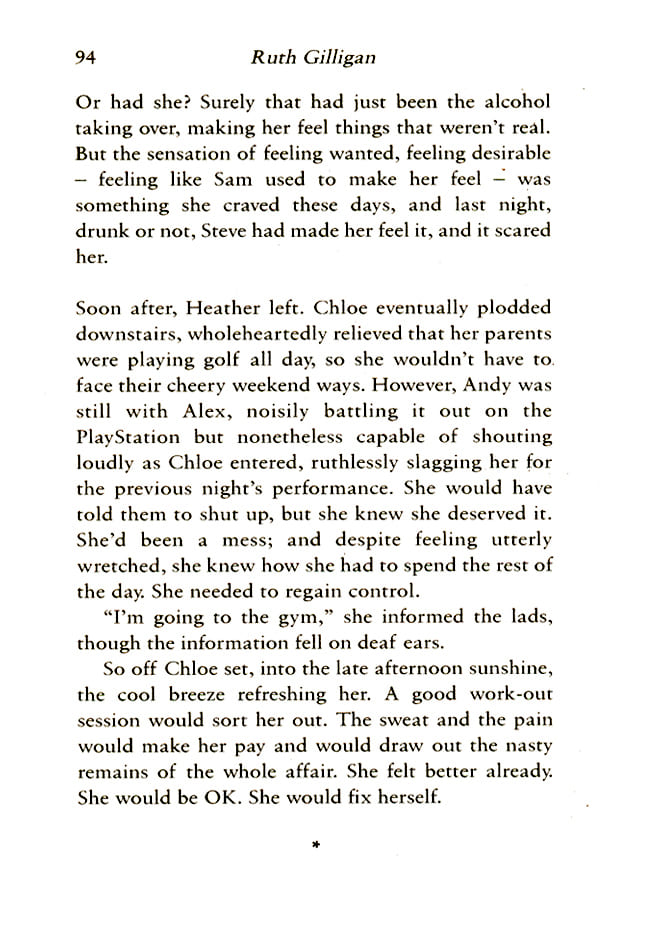 94 Ruth Gilligan
Or had she? Surely that had just been the alcohol
taking over, making her feel things that weren't real.
But the sensation of feeling wanted, feeling desirable
– feeling like Sam used to make her feel – was
something she craved these days, and last night,
drunk or not, Steve had made her feel it, and it scared
her.
Soon after, Heather left. Chloe eventually plodded
downstairs, wholeheartedly relieved that her parents
were playing golf all day, so she wouldn't have to
face their cheery weekend ways. However, Andy was
still with Alex, noisily battling it out on the
PlayStation but nonetheless capable of shouting
loudly as Chloe entered, ruthlessly slagging her for
the previous night's performance. She would have
told them to shut up, but she knew she deserved it.
She'd been a mess; and despite feeling utterly
wretched, she knew how she had to spend the rest of
the day. She needed to regain control.
"I'm going to the gym," she informed the lads,
though the information fell on deaf ears.
So off Chloe set, into the late afternoon sunshine,
the cool breeze refreshing her. A good work-out
session would sort her out. The sweat and the pain
would make her pay and would draw out the nasty
remains of the whole affair. She felt better already.
She would be OK. She would fix herself.
*